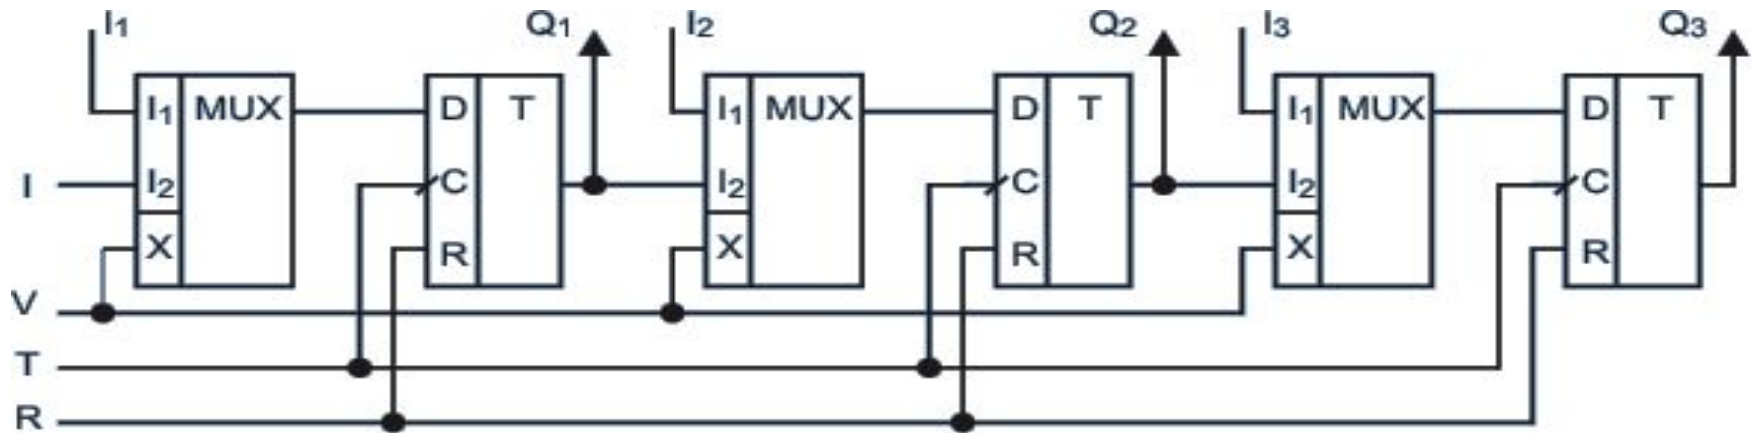 I₁ Q₁ I₂ Q₂ I₃ Q₃
I₁ MUX D T I₁ MUX D T I₁ MUX D T
I I₂ C I₂ C I₂ C
X R X R X R
V
T
R